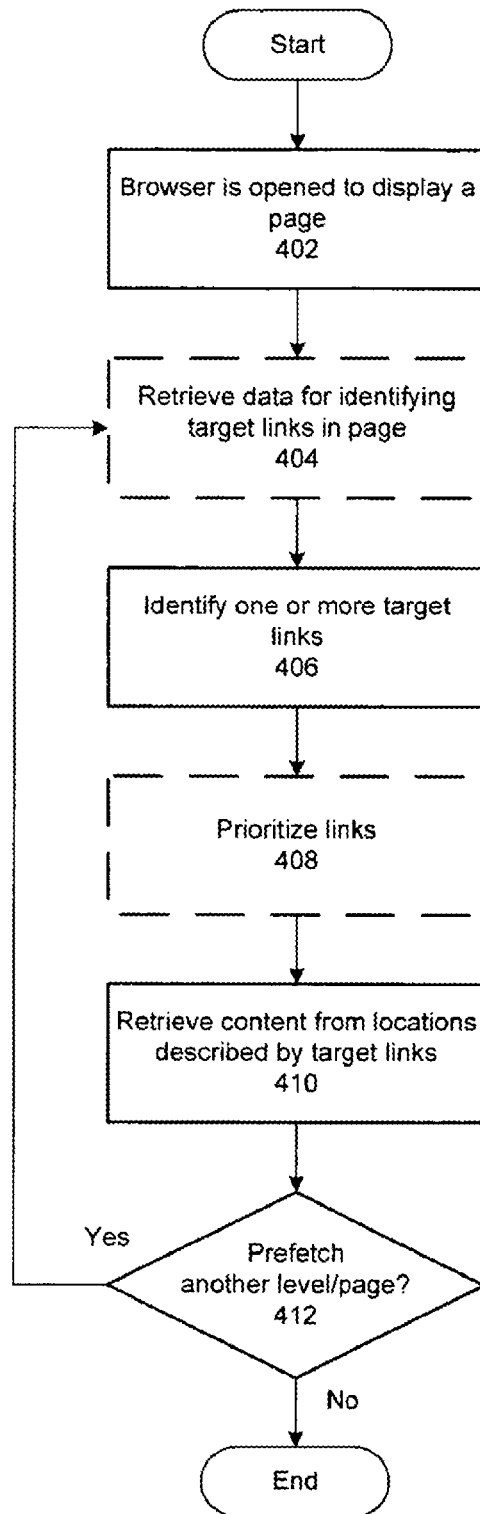 Start
Browser is opened to display a
page
402
Retrieve data for identifying
target links in page
404
Identify one or more target
links
406
Prioritize links
408
Retrieve content from locations
described by target links
410
Yes
Prefetch
another level/page?
412
No
End